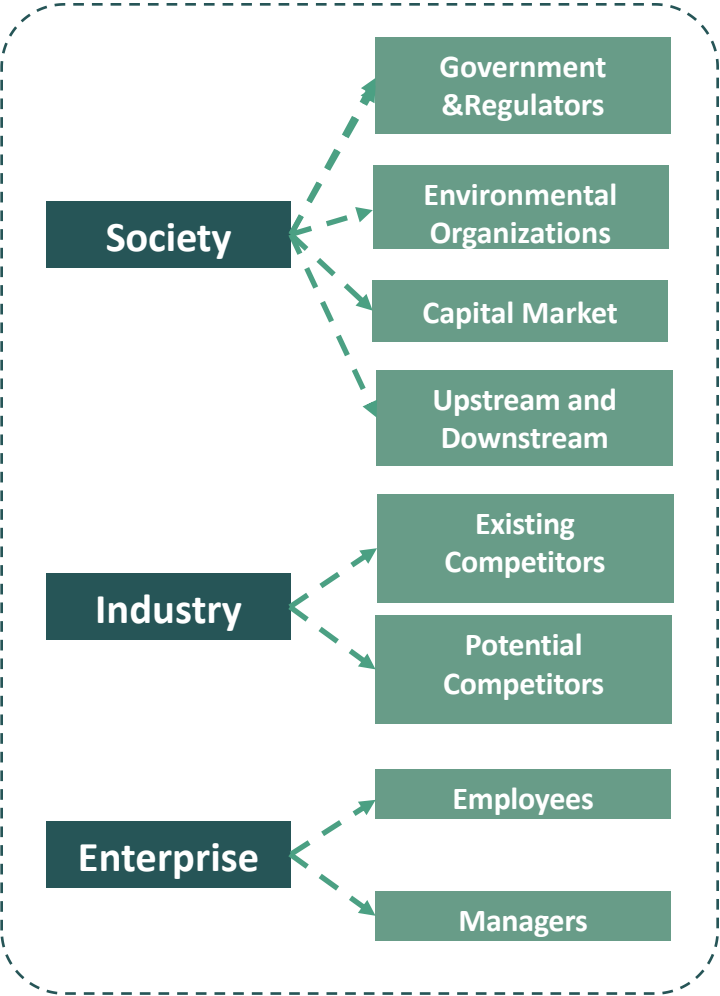 Society
Government
&Regulators
Environmental
Organizations
Capital Market
Upstream and
Downstream
Industry
Existing
Competitors
Potential
Competitors
Enterprise
Employees
Managers